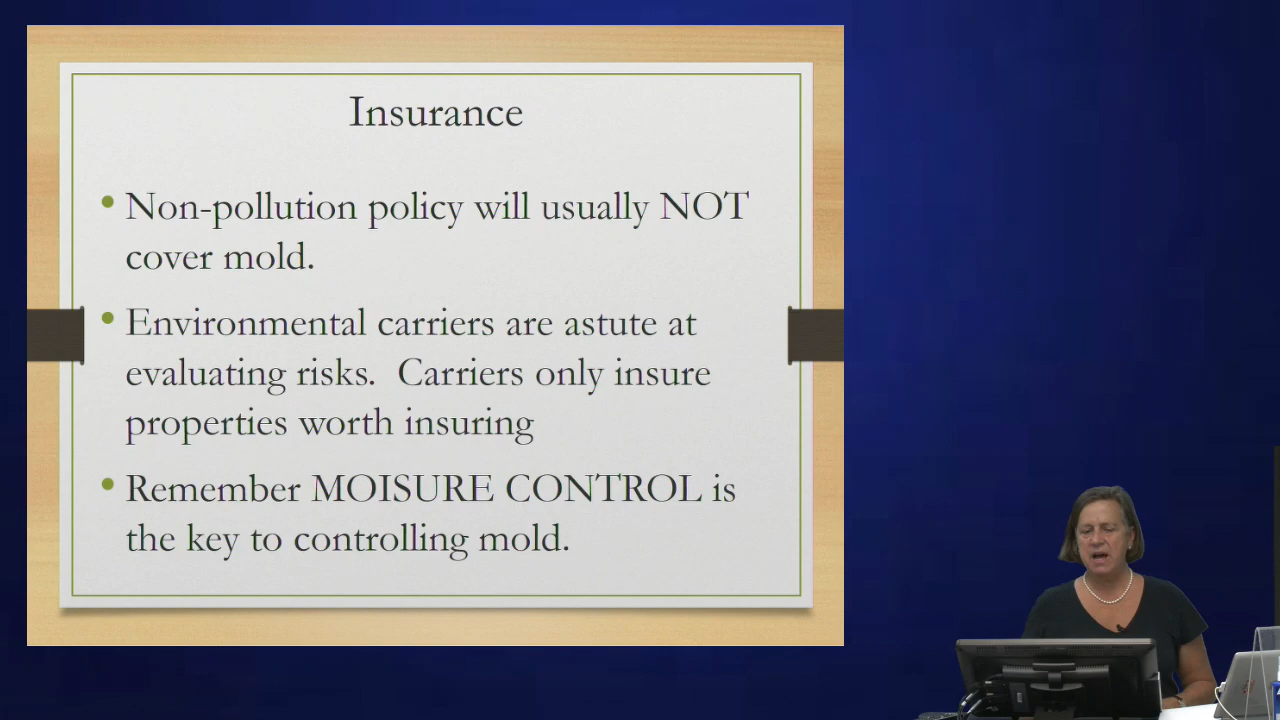 Insurance
• Non-pollution policy will usually NOT
cover mold.
• Environmental carriers are astute at
evaluating risks.  Carriers only insure
properties worth insuring
• Remember MOISURE CONTROL is
the key to controlling mold.